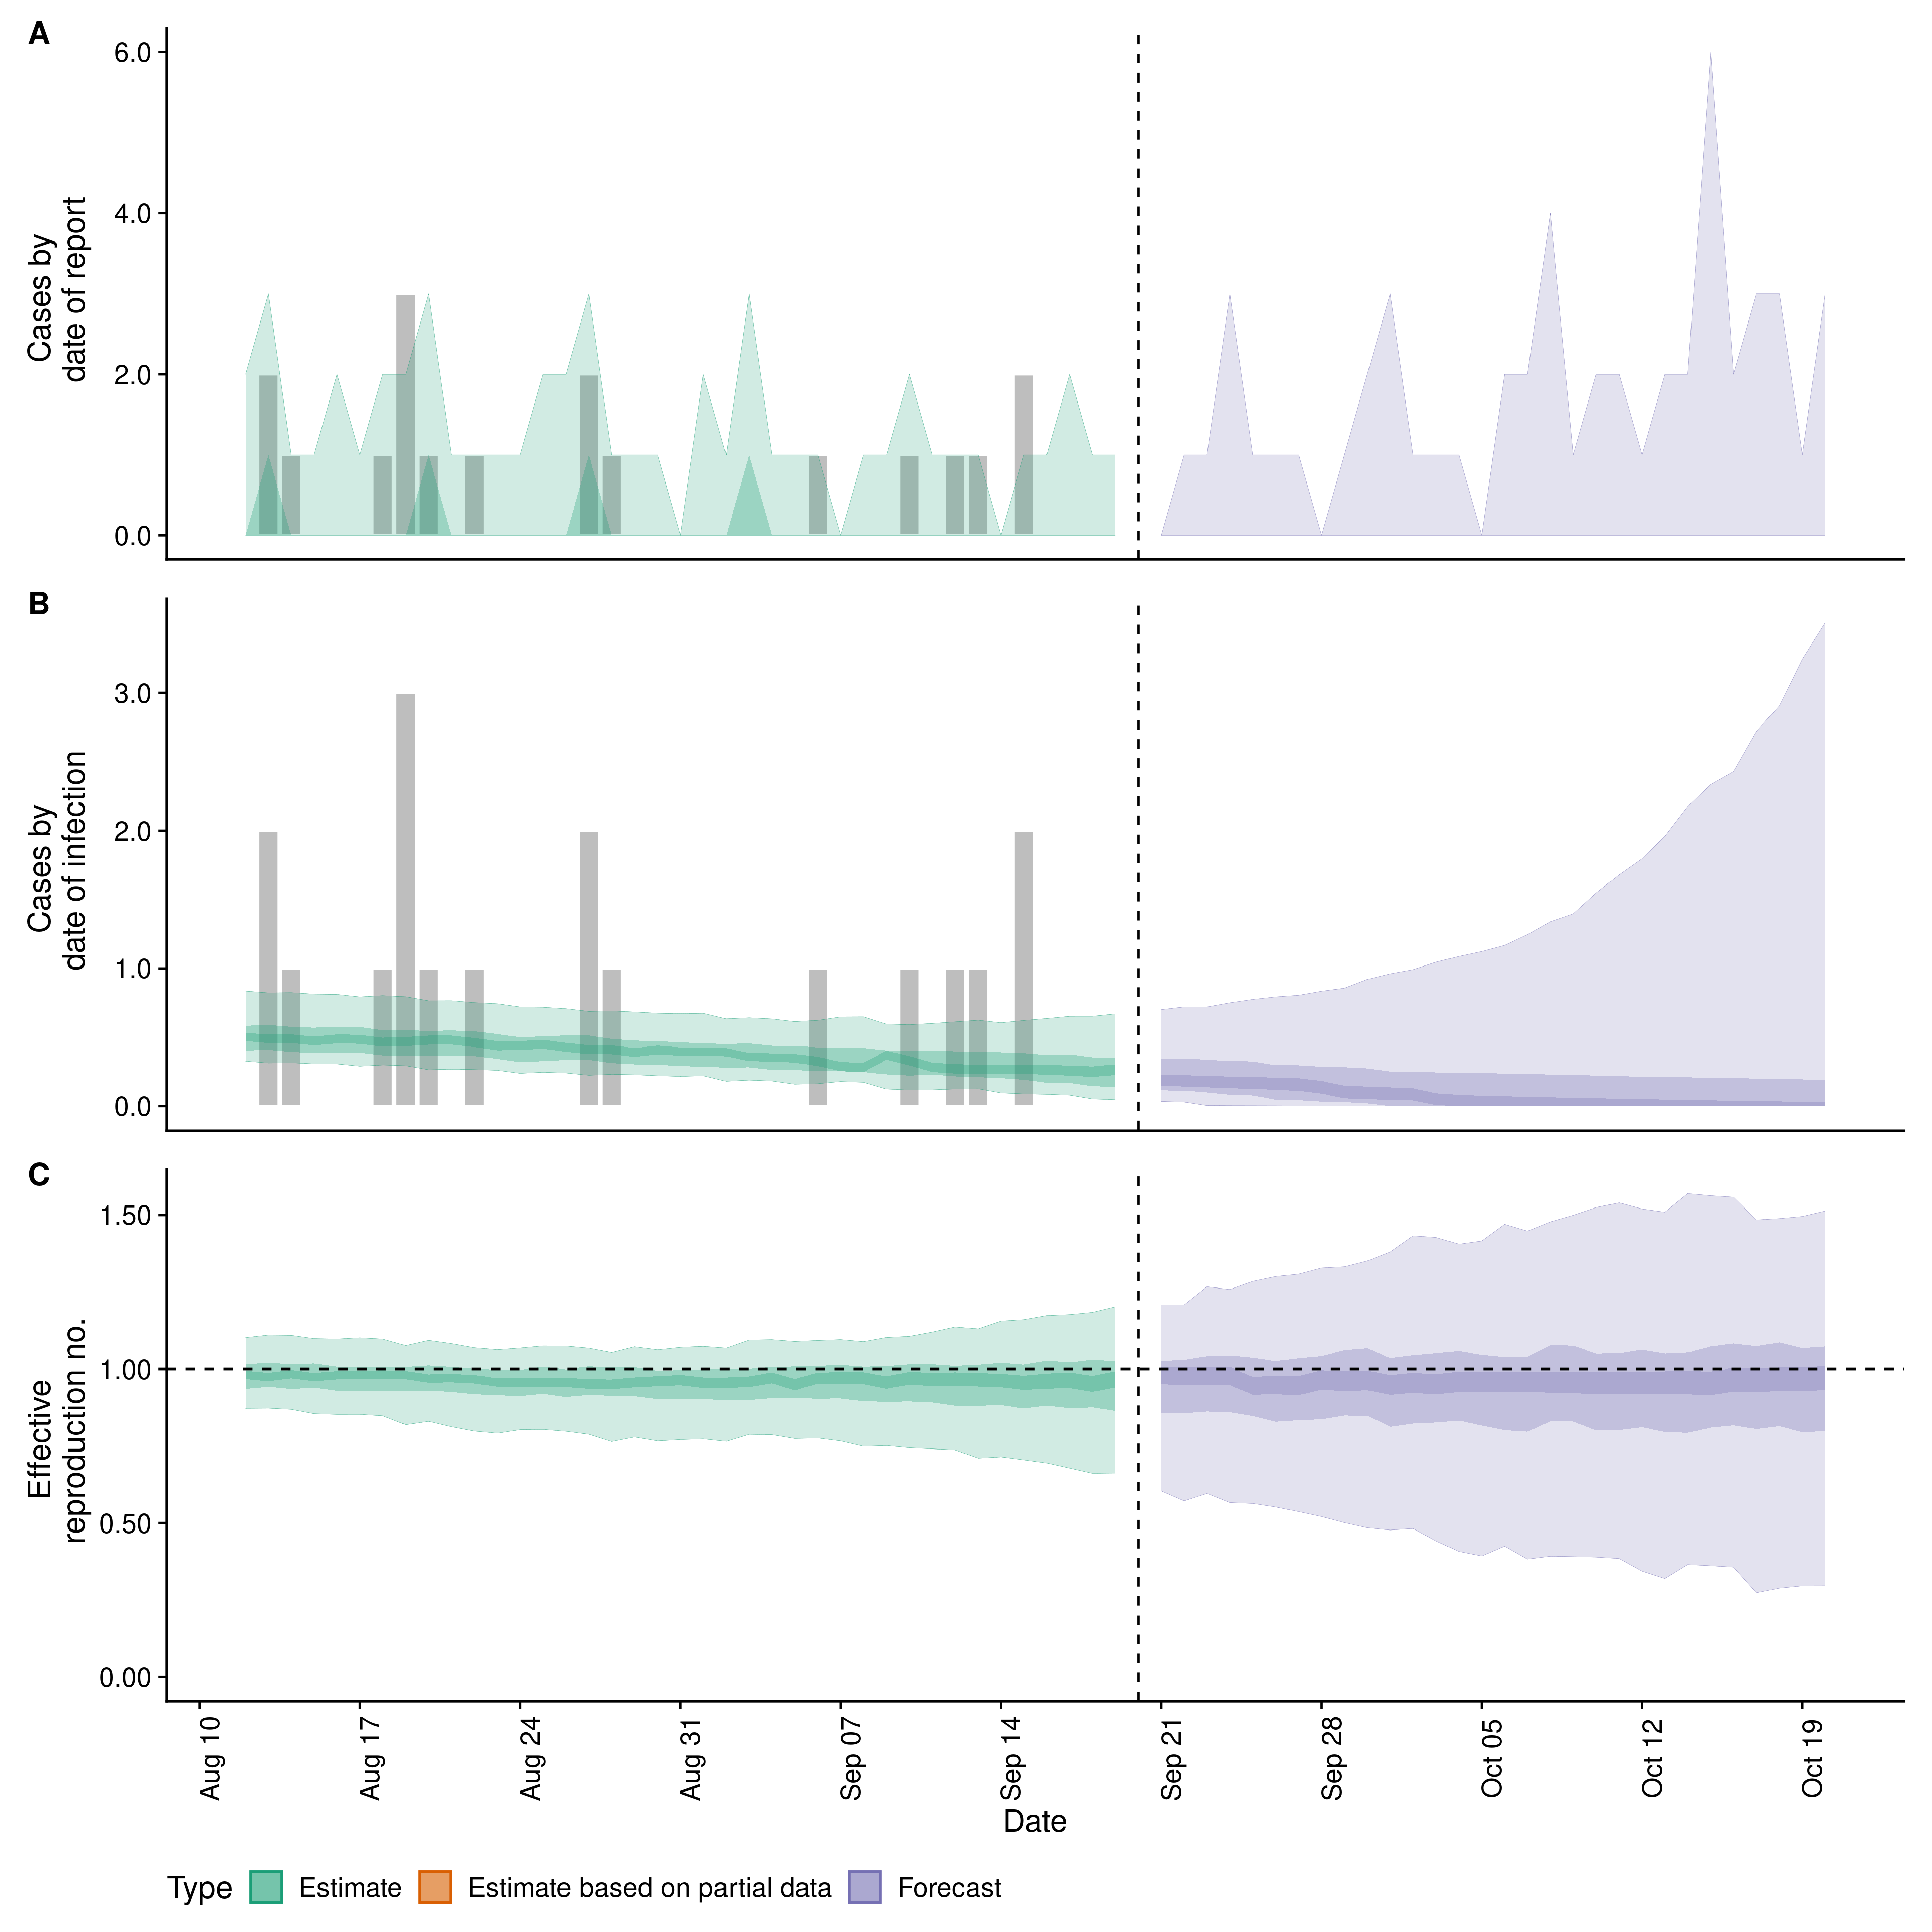 A
Cases by
date of report
6.0
4.0
2.0
0.0
B
Cases by
date of infection
3.0
2.0
1.0
0.0
C
Effective
reproduction no.
1.50
1.00
0.50
0.00
Aug 10
Aug 17
Aug 24
Aug 31
Sep 07
Sep 14
Sep 21
Sep 28
Oct 05
Oct 12
Oct 19
Date
Type Estimate Estimate based on partial data Forecast